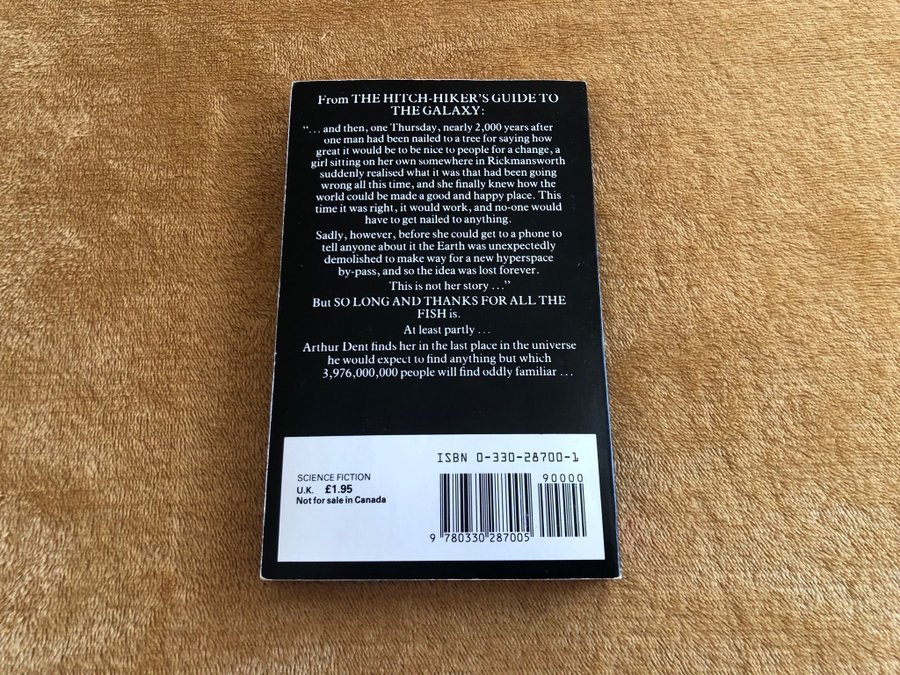 From THE HITCH-HIKER'S GUIDE TO
THE GALAXY:
“... and then, one Thursday, nearly 2,000 years after
one man had been nailed to a tree for saying how
great it would be to be nice to people for a change, a
girl sitting on her own somewhere in Rickmansworth
suddenly realised what it was that had been going
wrong all this time, and she finally knew how the
world could be made a good and happy place. This
time it was right, it would work, and no-one would
have to get nailed to anything.
Sadly, however, before she could get to a phone to
tell anyone about it the Earth was unexpectedly
demolished to make way for a new hyperspace
by-pass, and so the idea was lost forever.
This is not her story ...”
But SO LONG AND THANKS FOR ALL THE
FISH is.
At least partly ...
Arthur Dent finds her in the last place in the universe
he would expect to find anything but which
3,976,000,000 people will find oddly familiar ...
ISBN 0-330-28700-1
SCIENCE FICTION
U.K. £1.95
Not for sale in Canada
90000
9 780330 287005